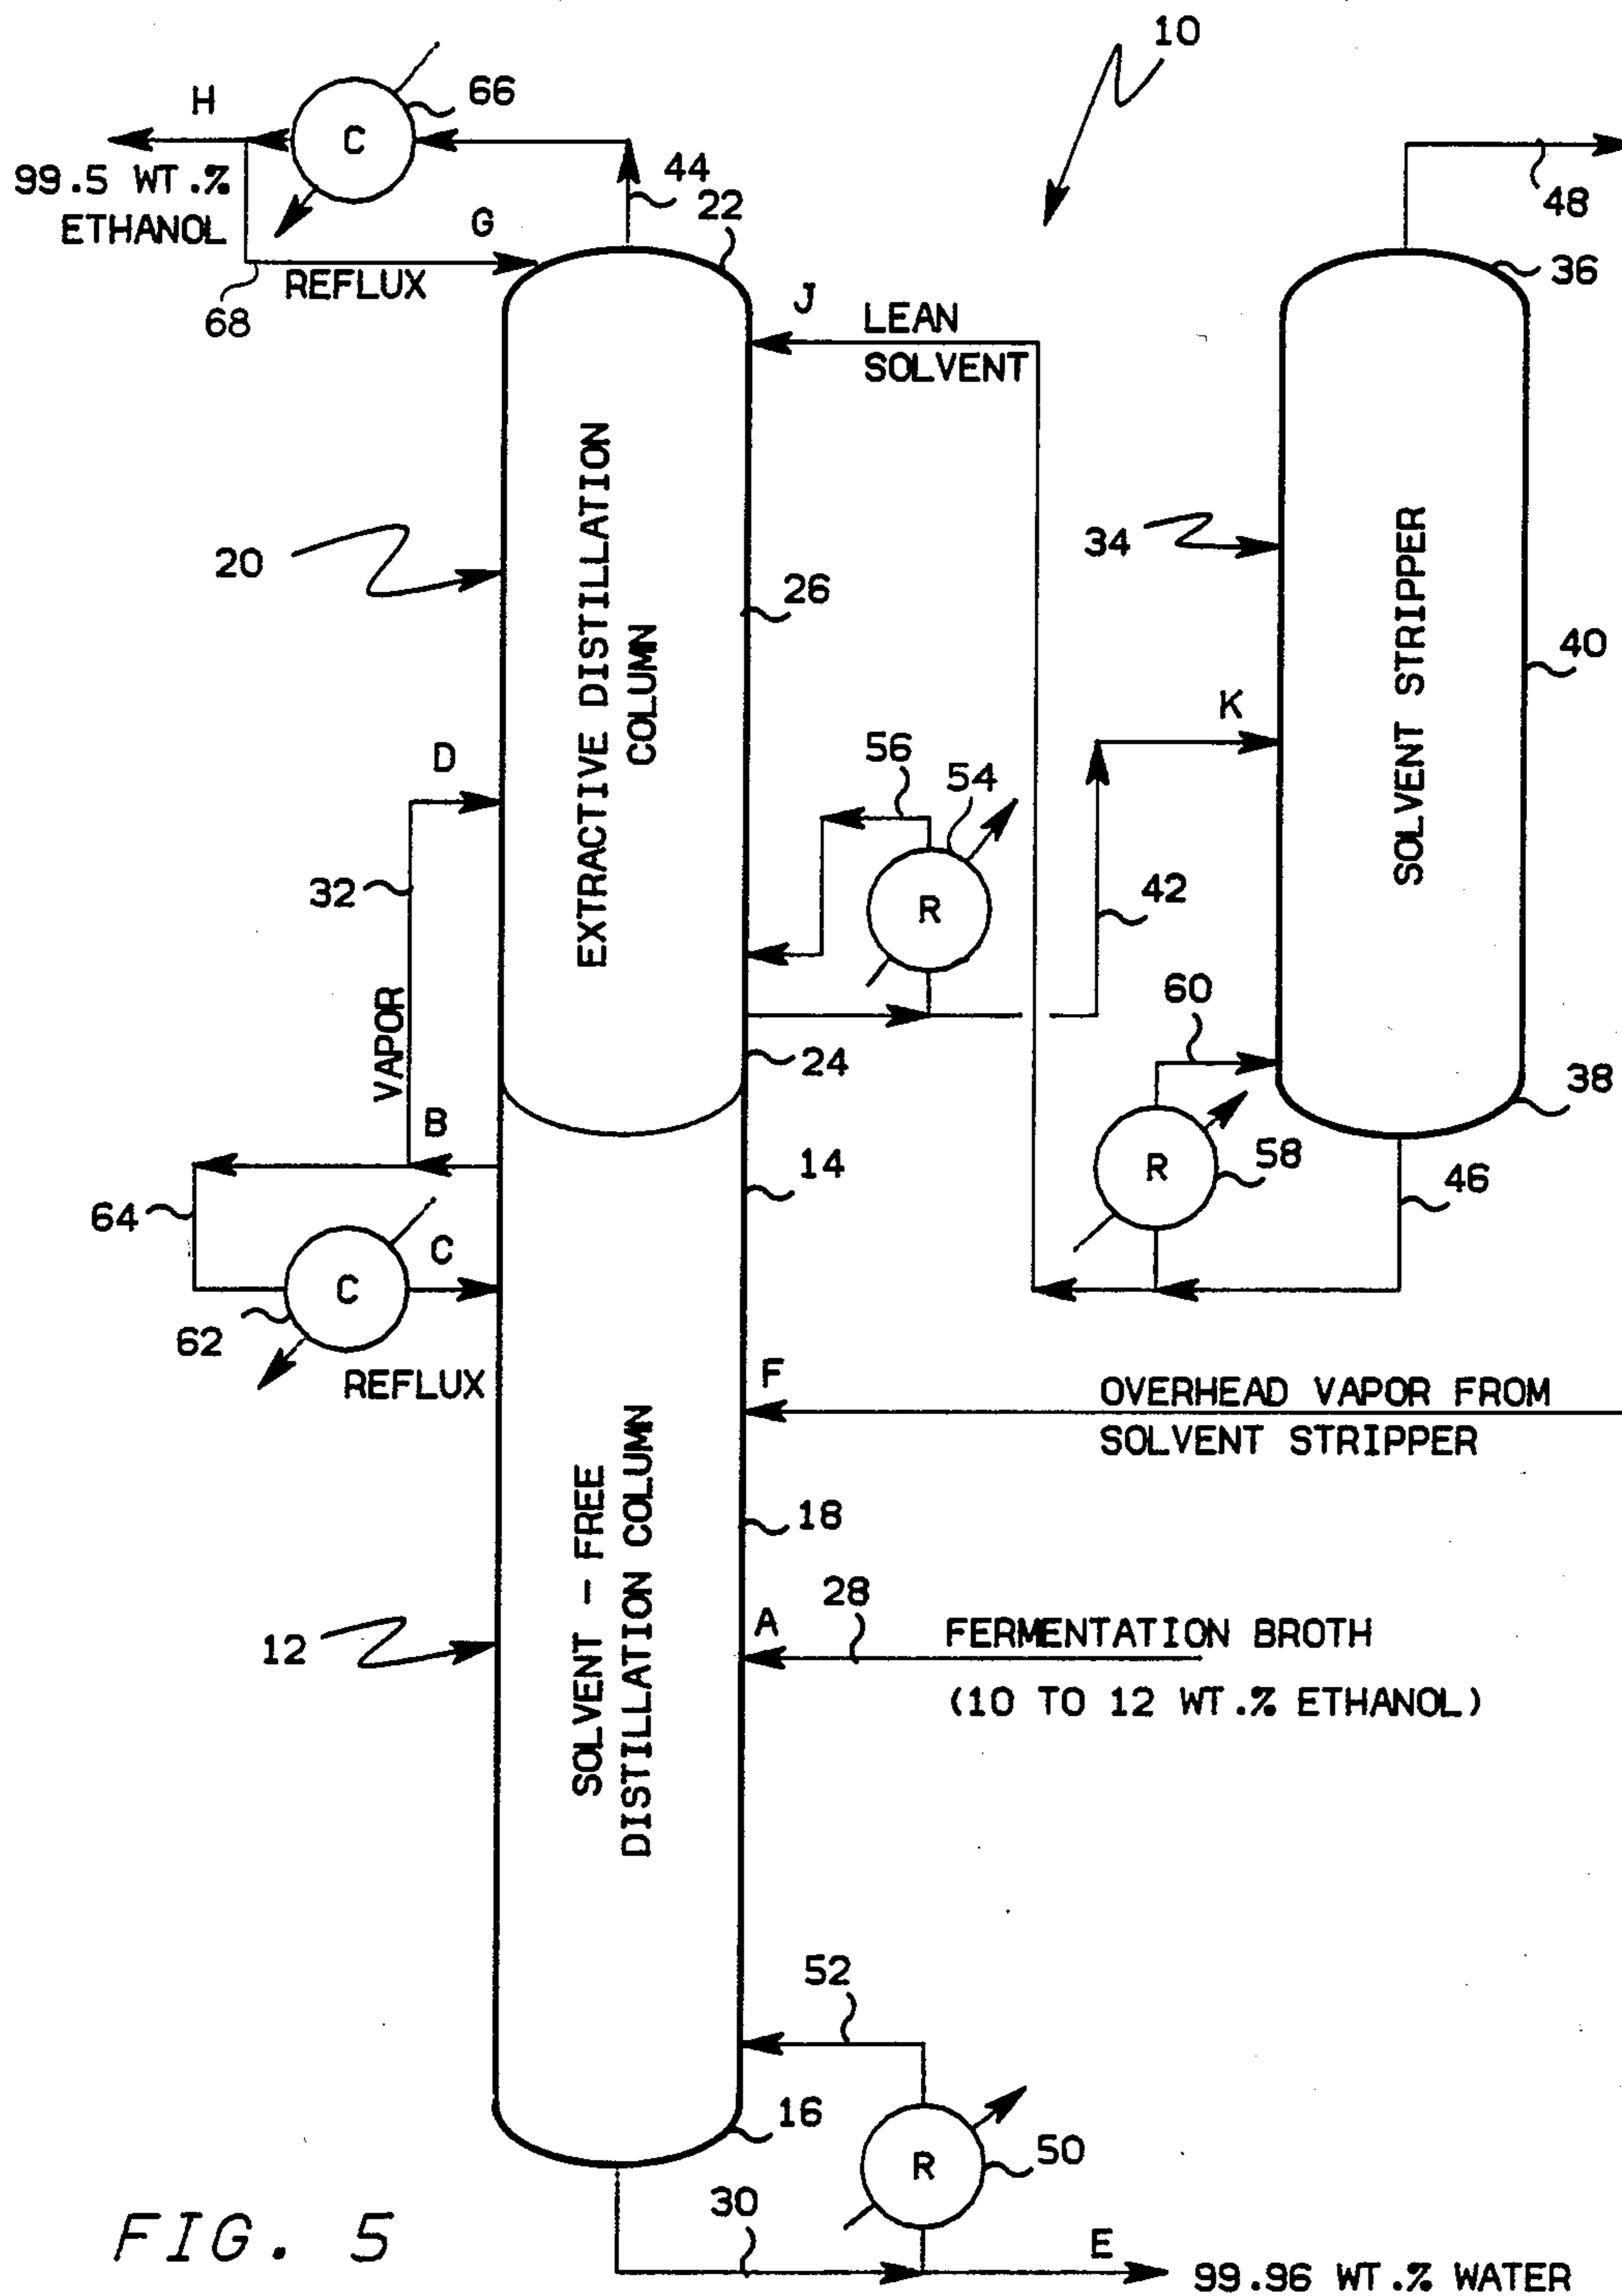 10
H
C
66
99.5 WT.%
ETHANOL
44
22
G
REFLUX
68
48
36
J
LEAN
SOLVENT
20
EXTRACTIVE DISTILLATION
COLUMN
26
34
SOLVENT STRIPPER
40
K
D
56
54
R
32
42
VAPOR
60
24
38
B
14
R
58
46
64
C
C
62
REFLUX
F
OVERHEAD VAPOR FROM
SOLVENT STRIPPER
SOLVENT - FREE
DISTILLATION COLUMN
18
28
A
FERMENTATION BROTH
12
(10 TO 12 WT.% ETHANOL)
52
16
R
50
30
E
99.96 WT.% WATER
FIG. 5